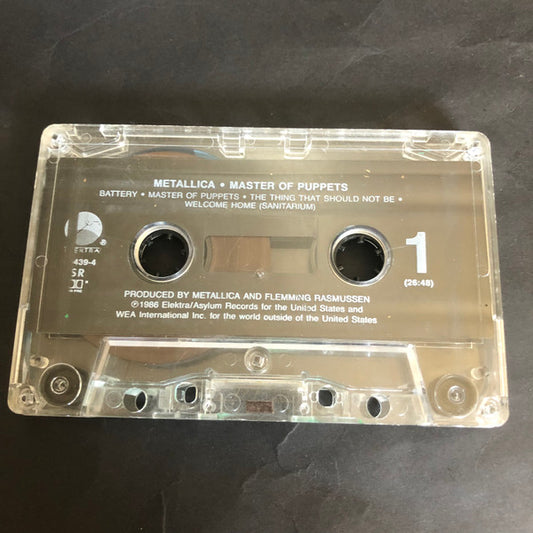 METALLICA • MASTER OF PUPPETS
BATTERY • MASTER OF PUPPETS • THE THING THAT SHOULD NOT BE •
WELCOME HOME (SANITARIUM)
1
(26:48)
439-4
SR
PRODUCED BY METALLICA AND FLEMMING RASMUSSEN
℗1986 Elektra/Asylum Records for the United States and
WEA International Inc. for the world outside of the United States